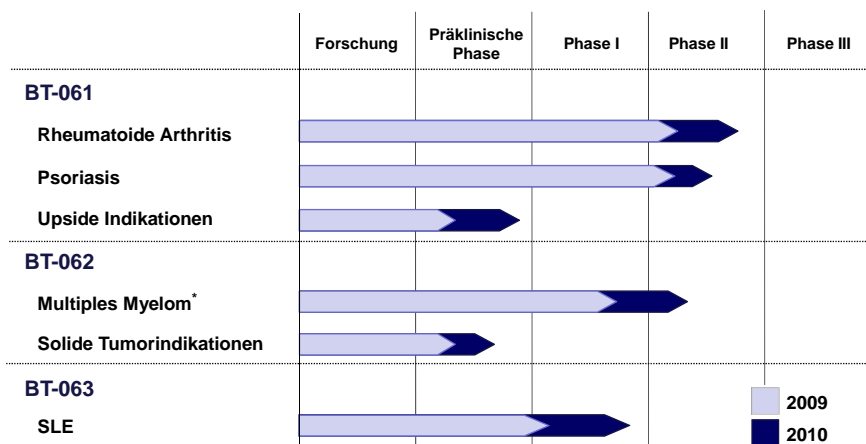 Forschung
Präklinische
Phase
Phase I
Phase II
Phase III
BT-061
Rheumatoide Arthritis
Psoriasis
Upside Indikationen
BT-062
Multiples Myelom*
Solide Tumorindikationen
BT-063
SLE
2009
2010